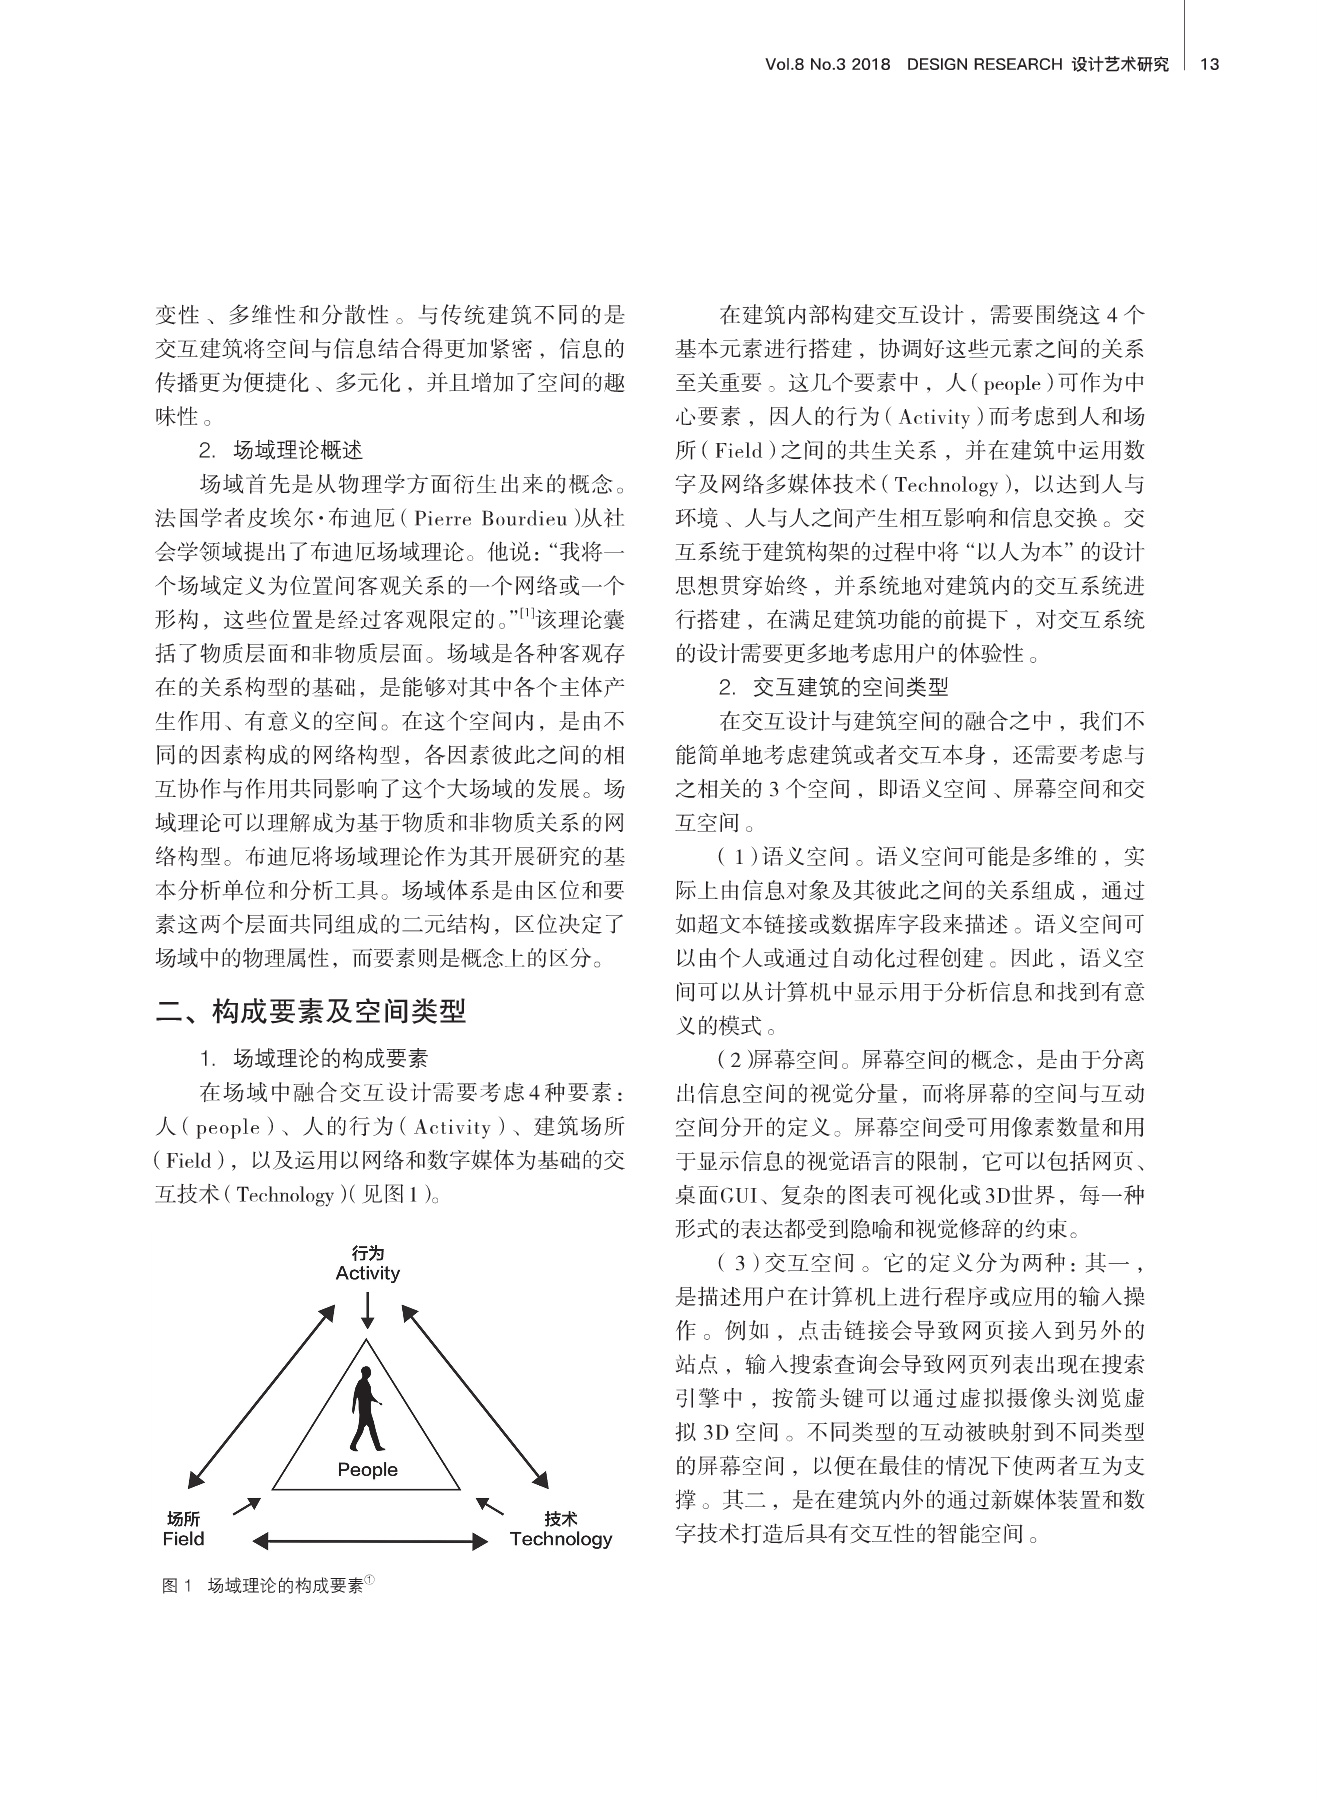 Vol.8 No.3 2018 DESIGN RESEARCH 设计艺术研究 13
变性、多维性和分散性。与传统建筑不同的是
交互建筑将空间与信息结合得更加紧密，信息的
传播更为便捷化、多元化，并且增加了空间的趣
味性。
2. 场域理论概述
场域首先是从物理学方面衍生出来的概念。
法国学者皮埃尔·布迪厄（Pierre Bourdieu）从社
会学领域提出了布迪厄场域理论。他说：“我将一
个场域定义为位置间客观关系的一个网络或一个
形构，这些位置是经过客观限定的。”[1]该理论囊
括了物质层面和非物质层面。场域是各种客观存
在的关系构型的基础，是能够对其中各个主体产
生作用、有意义的空间。在这个空间内，是由不
同的因素构成的网络构型，各因素彼此之间的相
互协作与作用共同影响了这个大场域的发展。场
域理论可以理解成为基于物质和非物质关系的网
络构型。布迪厄将场域理论作为其开展研究的基
本分析单位和分析工具。场域体系是由区位和要
素这两个层面共同组成的二元结构，区位决定了
场域中的物理属性，而要素则是概念上的区分。
二、构成要素及空间类型
1. 场域理论的构成要素
在场域中融合交互设计需要考虑4种要素：
人（people）、人的行为（Activity）、建筑场所
（Field），以及运用以网络和数字媒体为基础的交
互技术（Technology）（见图1）。
行为
Activity
People
场所
Field
技术
Technology
图 1 场域理论的构成要素①
在建筑内部构建交互设计，需要围绕这 4 个
基本元素进行搭建，协调好这些元素之间的关系
至关重要。这几个要素中，人（people）可作为中
心要素，因人的行为（Activity）而考虑到人和场
所（Field）之间的共生关系，并在建筑中运用数
字及网络多媒体技术（Technology），以达到人与
环境、人与人之间产生相互影响和信息交换。交
互系统于建筑构架的过程中将“以人为本”的设计
思想贯穿始终，并系统地对建筑内的交互系统进
行搭建，在满足建筑功能的前提下，对交互系统
的设计需要更多地考虑用户的体验性。
2. 交互建筑的空间类型
在交互设计与建筑空间的融合之中，我们不
能简单地考虑建筑或者交互本身，还需要考虑与
之相关的 3 个空间，即语义空间、屏幕空间和交
互空间。
（1）语义空间。语义空间可能是多维的，实
际上由信息对象及其彼此之间的关系组成，通过
如超文本链接或数据库字段来描述。语义空间可
以由个人或通过自动化过程创建。因此，语义空
间可以从计算机中显示用于分析信息和找到有意
义的模式。
（2）屏幕空间。屏幕空间的概念，是由于分离
出信息空间的视觉分量，而将屏幕的空间与互动
空间分开的定义。屏幕空间受可用像素数量和用
于显示信息的视觉语言的限制，它可以包括网页、
桌面GUI、复杂的图表可视化或3D世界，每一种
形式的表达都受到隐喻和视觉修辞的约束。
（3）交互空间。它的定义分为两种：其一，
是描述用户在计算机上进行程序或应用的输入操
作。例如，点击链接会导致网页接入到另外的
站点，输入搜索查询会导致网页列表出现在搜索
引擎中，按箭头键可以通过虚拟摄像头浏览虚
拟 3D 空间。不同类型的互动被映射到不同类型
的屏幕空间，以便在最佳的情况下使两者互为支
撑。其二，是在建筑内外的通过新媒体装置和数
字技术打造后具有交互性的智能空间。